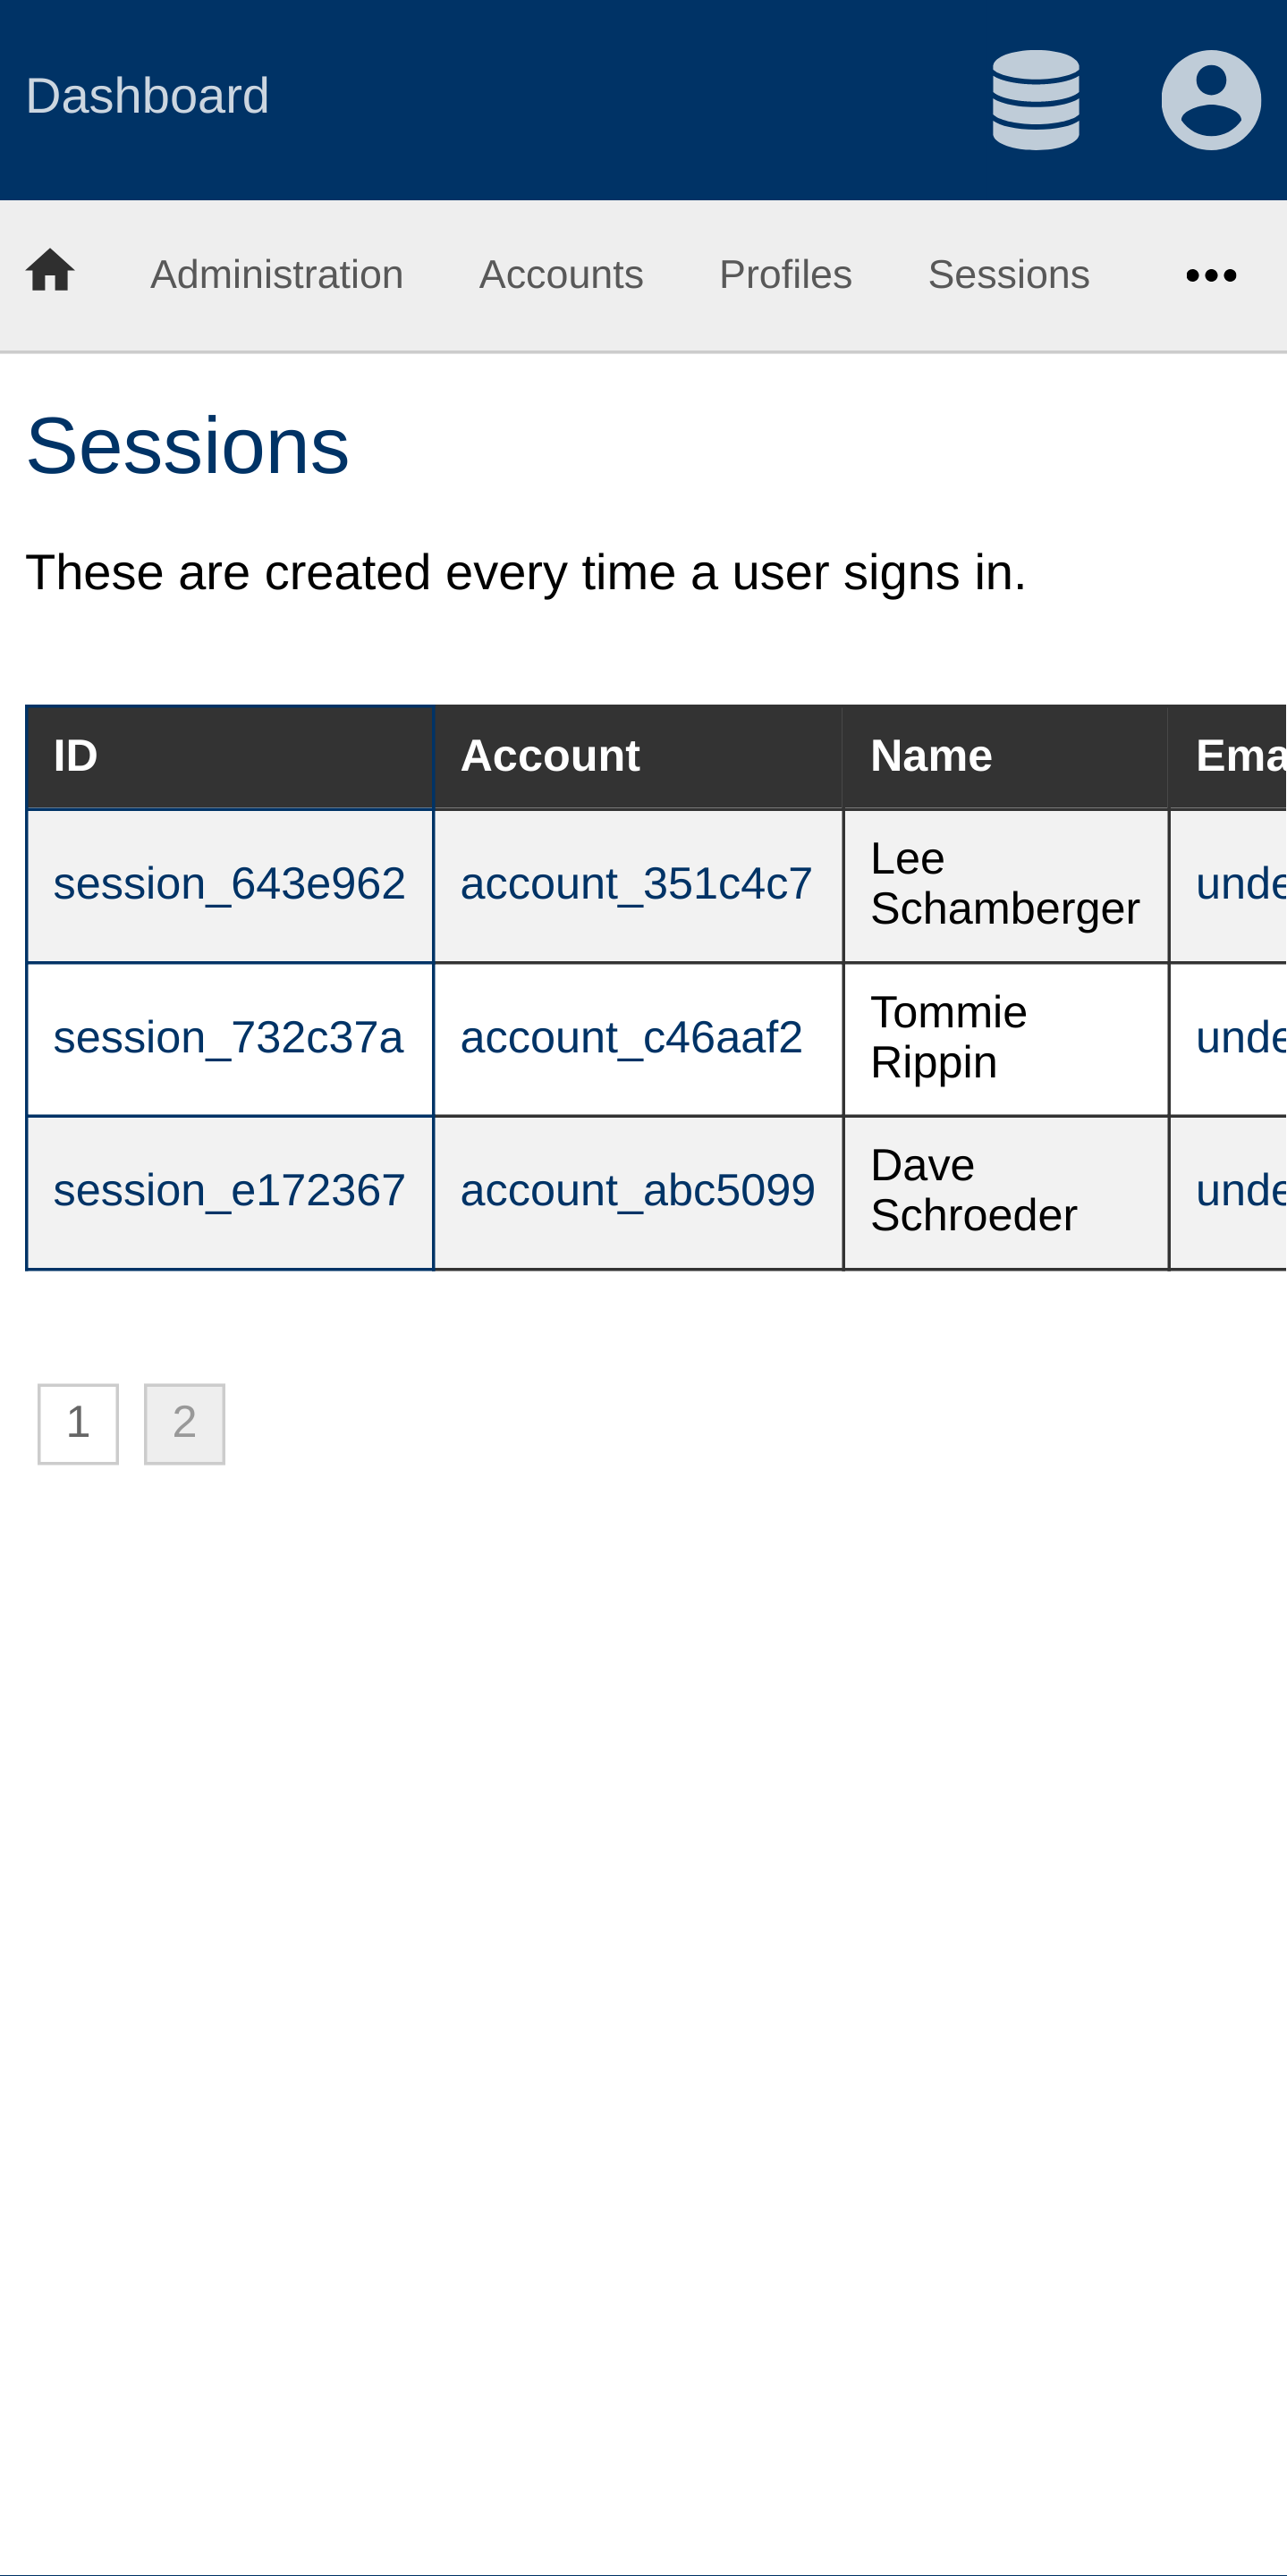 Dashboard
Administration Accounts Profiles Sessions
Sessions
These are created every time a user signs in.
ID Account Name Ema
session_643e962 account_351c4c7 Lee Schamberger unde
session_732c37a account_c46aaf2 Tommie Rippin unde
session_e172367 account_abc5099 Dave Schroeder unde
1 2